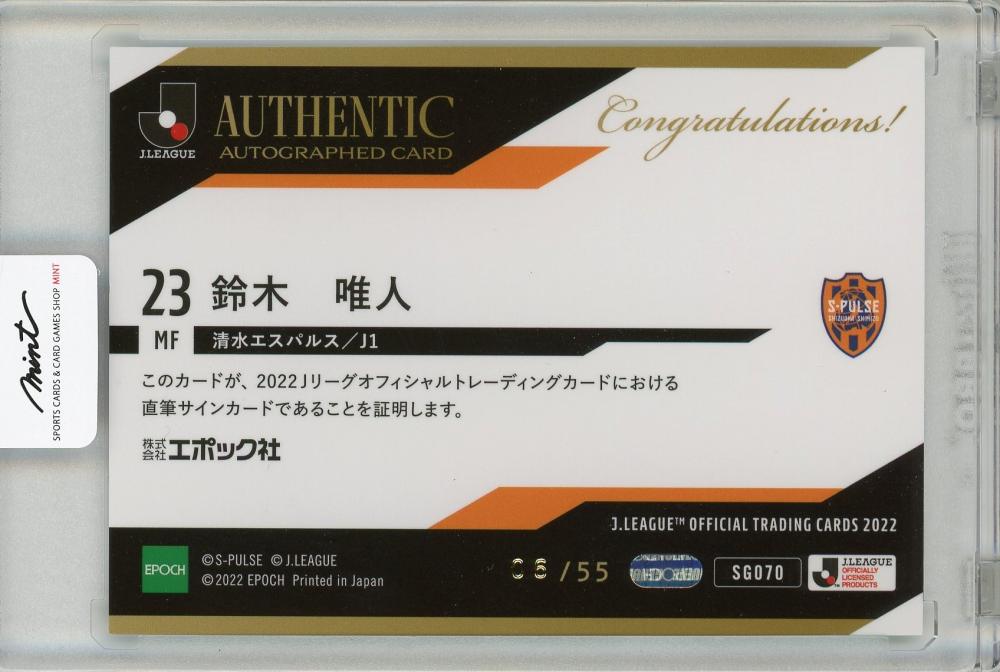 J.LEAGUE
AUTHENTIC
AUTOGRAPHED CARD
Congratulations!
23 鈴木 唯人
MF 清水エスパルス／J1
S-PULSE
SHIZUOKA SHIMIZU
このカードが、2022Jリーグオフィシャルトレーディングカードにおける
直筆サインカードであることを証明します。
株式会社エポック社
mint
SPORTS CARDS & CARD GAMES SHOP MINT
J.LEAGUE™ OFFICIAL TRADING CARDS 2022
EPOCH
©S-PULSE ©J.LEAGUE
©2022 EPOCH Printed in Japan
/55
SG070
J.LEAGUE
OFFICIALLY
LICENSED
PRODUCTS